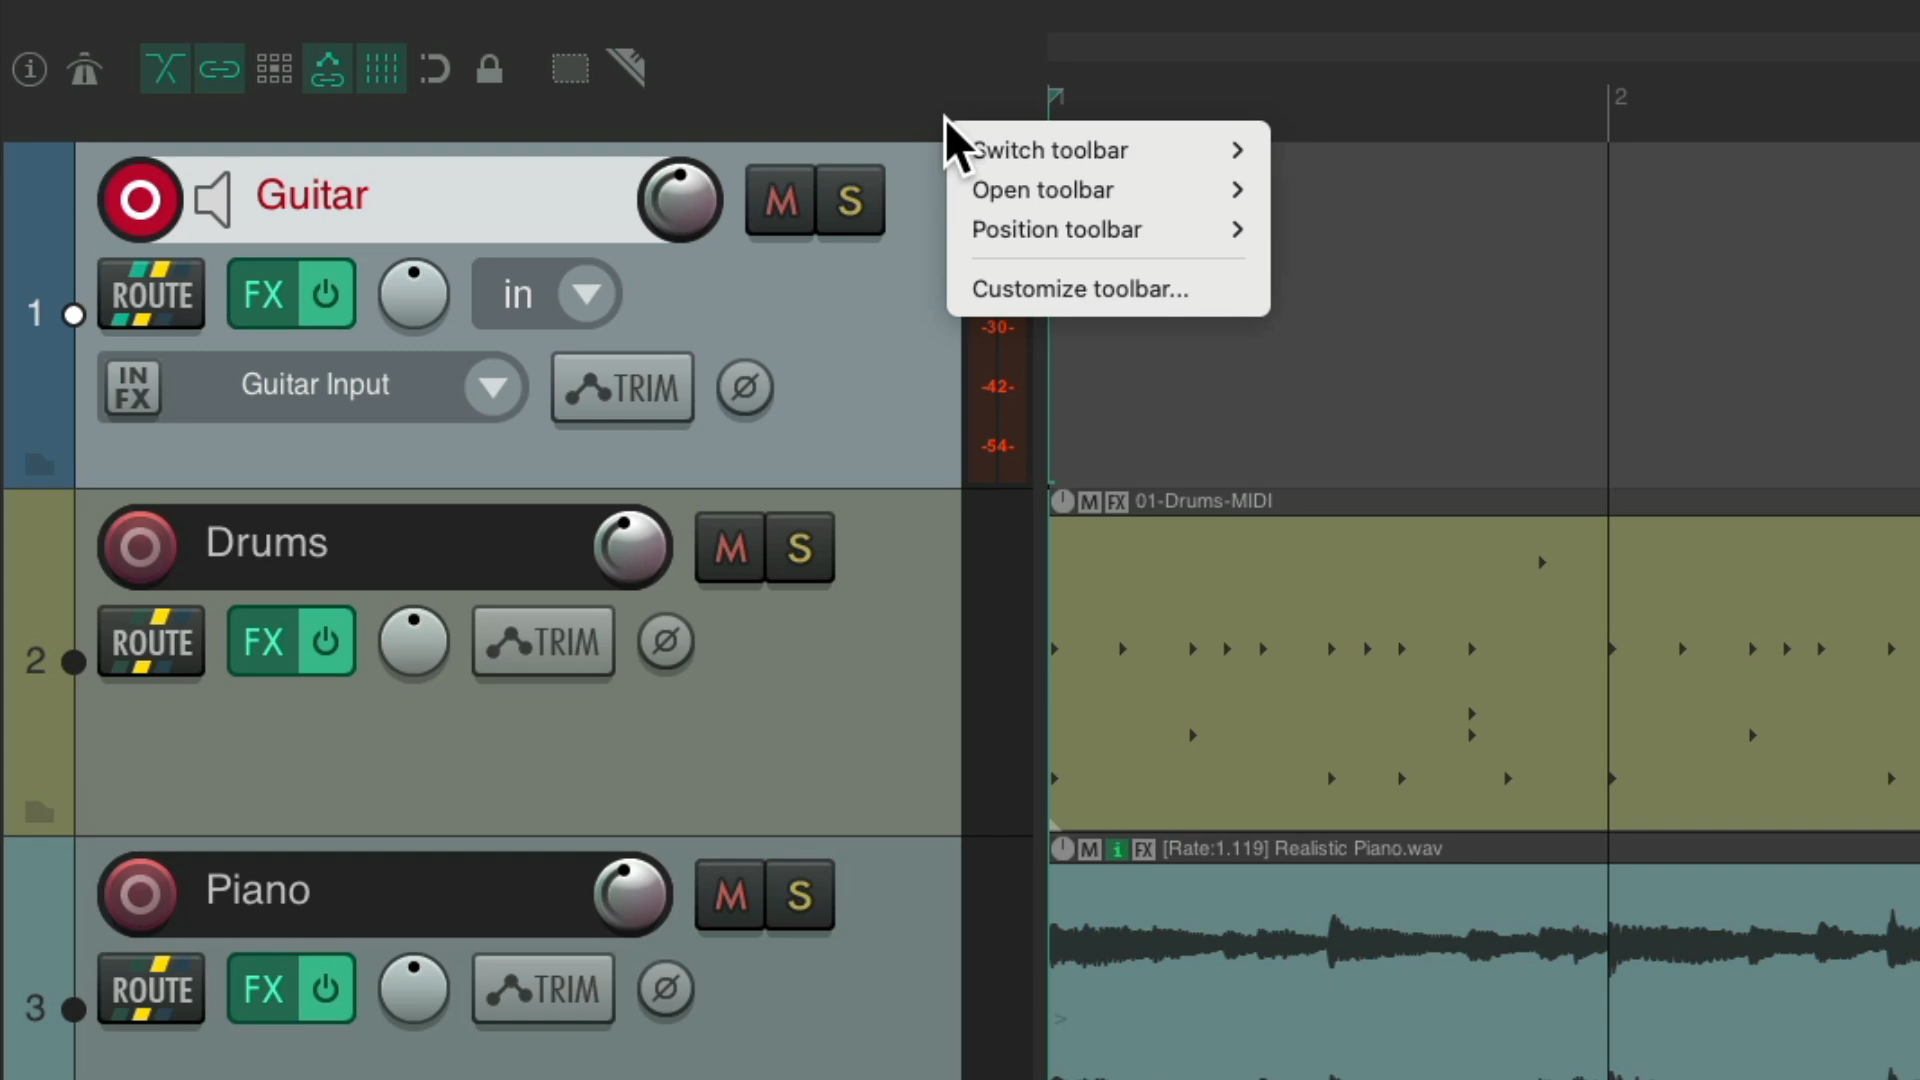 1
2
Switch toolbar
Open toolbar
Position toolbar
Customize toolbar...
Guitar
M S
1
ROUTE FX in
IN FX Guitar Input TRIM
-30-
-42-
-54-
M FX 01-Drums-MIDI
Drums
M S
2
ROUTE FX TRIM
M i FX [Rate:1.119] Realistic Piano.wav
Piano
M S
3
ROUTE FX TRIM